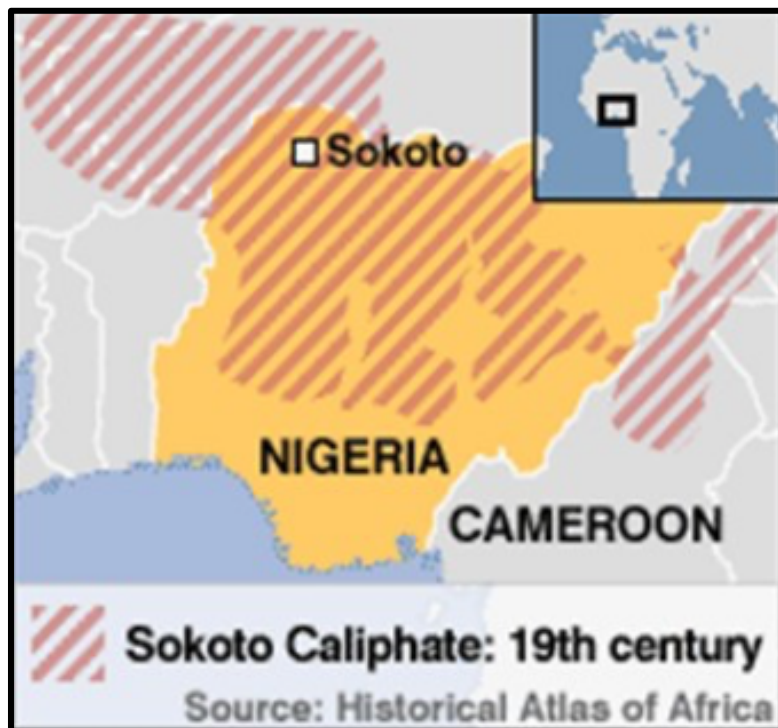 Sokoto
NIGERIA
CAMEROON
Sokoto Caliphate: 19th century
Source: Historical Atlas of Africa